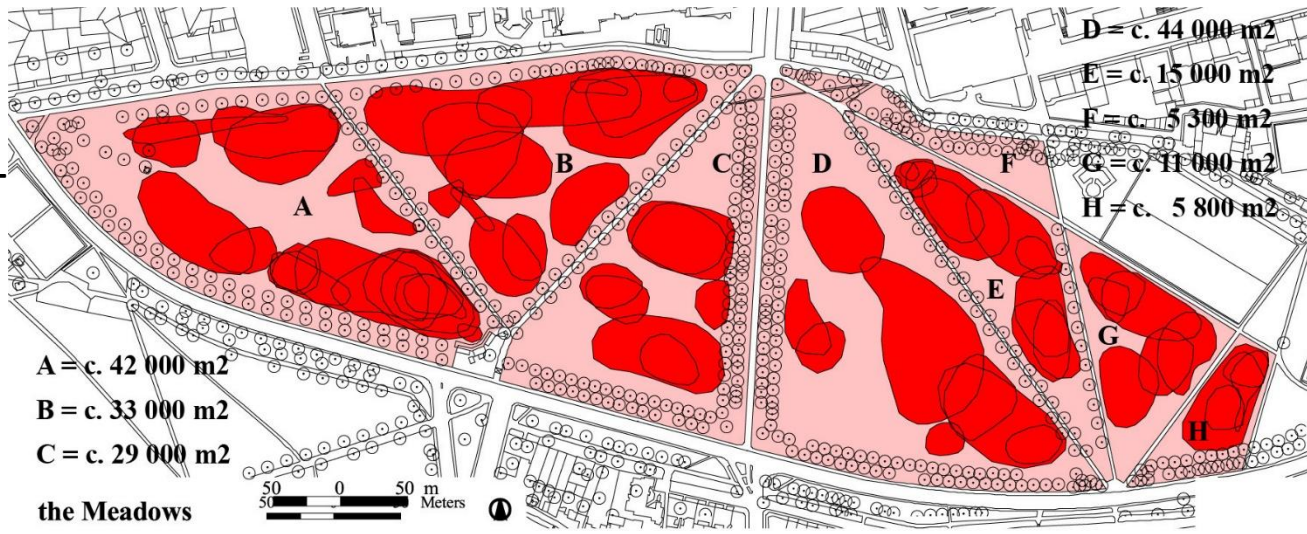 D = c. 44 000 m2
E = c. 15 000 m2
F = c. 5 300 m2
G = c. 11 000 m2
H = c. 5 800 m2
A
B
C
D
E
F
G
H
A = c. 42 000 m2
B = c. 33 000 m2
C = c. 29 000 m2
50 0 50 m
50 Meters
the Meadows